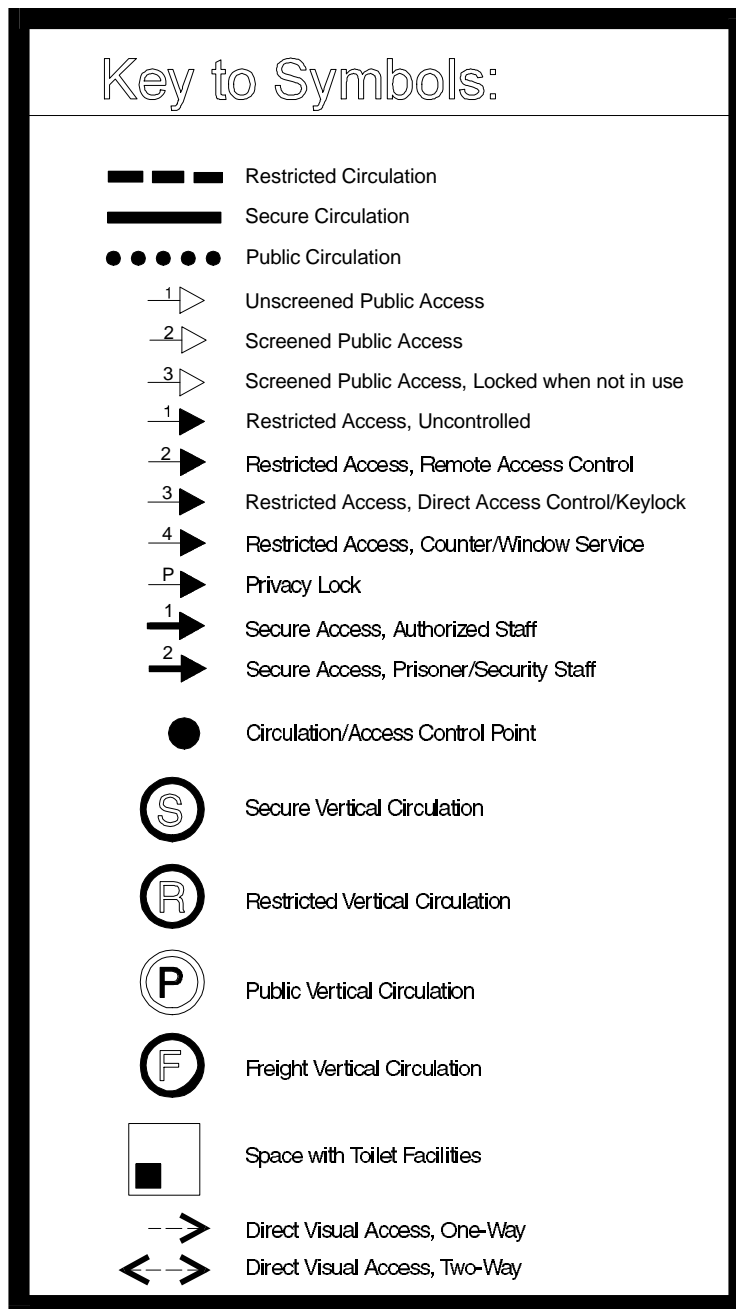 Key to Symbols:
Restricted Circulation
Secure Circulation
Public Circulation
1 Unscreened Public Access
2 Screened Public Access
3 Screened Public Access, Locked when not in use
1 Restricted Access, Uncontrolled
2 Restricted Access, Remote Access Control
3 Restricted Access, Direct Access Control/Keylock
4 Restricted Access, Counter/Window Service
P Privacy Lock
1 Secure Access, Authorized Staff
2 Secure Access, Prisoner/Security Staff
Circulation/Access Control Point
S Secure Vertical Circulation
R Restricted Vertical Circulation
P Public Vertical Circulation
F Freight Vertical Circulation
Space with Toilet Facilities
Direct Visual Access, One-Way
Direct Visual Access, Two-Way